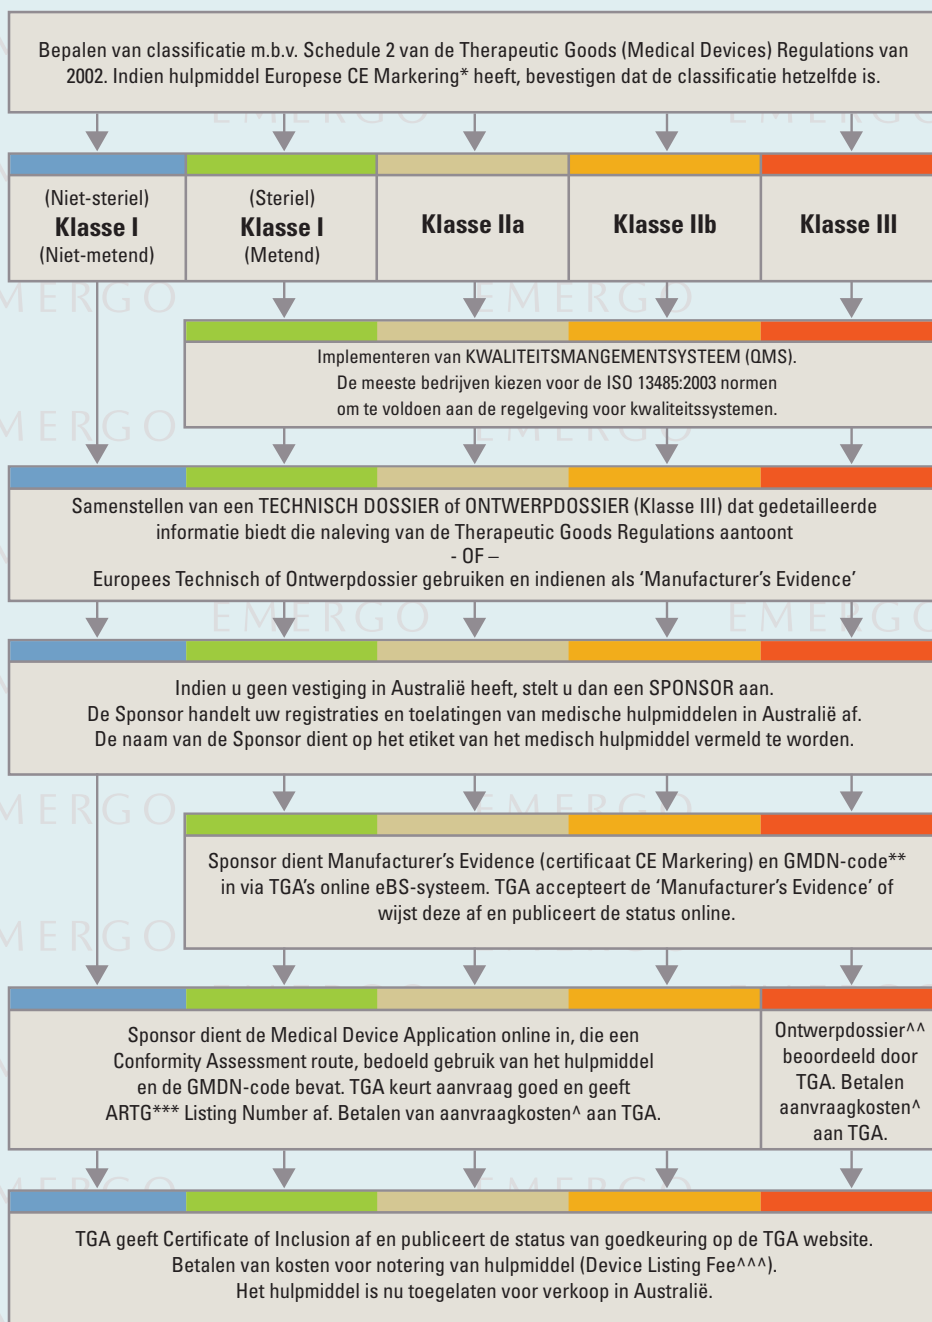 Bepalen van classificatie m.b.v. Schedule 2 van de Therapeutic Goods (Medical Devices) Regulations van
2002. Indien hulpmiddel Europese CE Markering* heeft, bevestigen dat de classificatie hetzelfde is.
(Niet-steriel)
Klasse I
(Niet-metend)
(Steriel)
Klasse I
(Metend)
Klasse IIa
Klasse IIb
Klasse III
Implementeren van KWALITEITSMANGEMENTSYSTEEM (QMS).
De meeste bedrijven kiezen voor de ISO 13485:2003 normen
om te voldoen aan de regelgeving voor kwaliteitssystemen.
Samenstellen van een TECHNISCH DOSSIER of ONTWERPDOSSIER (Klasse III) dat gedetailleerde
informatie biedt die naleving van de Therapeutic Goods Regulations aantoont
- OF –
Europees Technisch of Ontwerpdossier gebruiken en indienen als ‘Manufacturer’s Evidence’
Indien u geen vestiging in Australië heeft, stelt u dan een SPONSOR aan.
De Sponsor handelt uw registraties en toelatingen van medische hulpmiddelen in Australië af.
De naam van de Sponsor dient op het etiket van het medisch hulpmiddel vermeld te worden.
Sponsor dient Manufacturer’s Evidence (certificaat CE Markering) en GMDN-code**
in via TGA’s online eBS-systeem. TGA accepteert de ‘Manufacturer’s Evidence’ of
wijst deze af en publiceert de status online.
Sponsor dient de Medical Device Application online in, die een
Conformity Assessment route, bedoeld gebruik van het hulpmiddel
en de GMDN-code bevat. TGA keurt aanvraag goed en geeft
ARTG*** Listing Number af. Betalen van aanvraagkosten^ aan TGA.
Ontwerpdossier^^
beoordeeld door
TGA. Betalen
aanvraagkosten^
aan TGA.
TGA geeft Certificate of Inclusion af en publiceert de status van goedkeuring op de TGA website.
Betalen van kosten voor notering van hulpmiddel (Device Listing Fee^^^).
Het hulpmiddel is nu toegelaten voor verkoop in Australië.